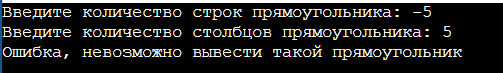 Введите количество строк прямоугольника: -5
Введите количество столбцов прямоугольника: 5
Ошибка, невозможно вывести такой прямоугольник